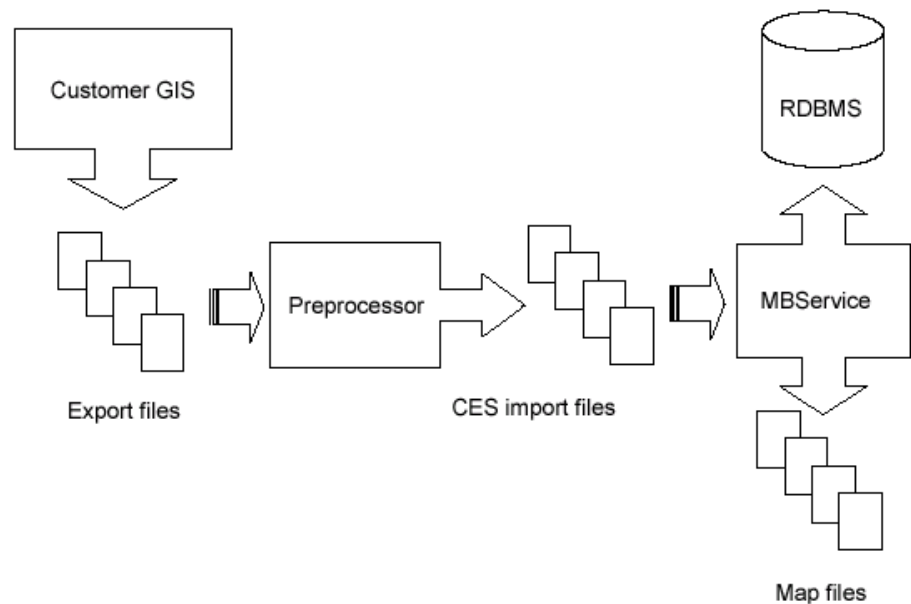 Customer GIS
RDBMS
Preprocessor
MBService
Export files
CES import files
Map files